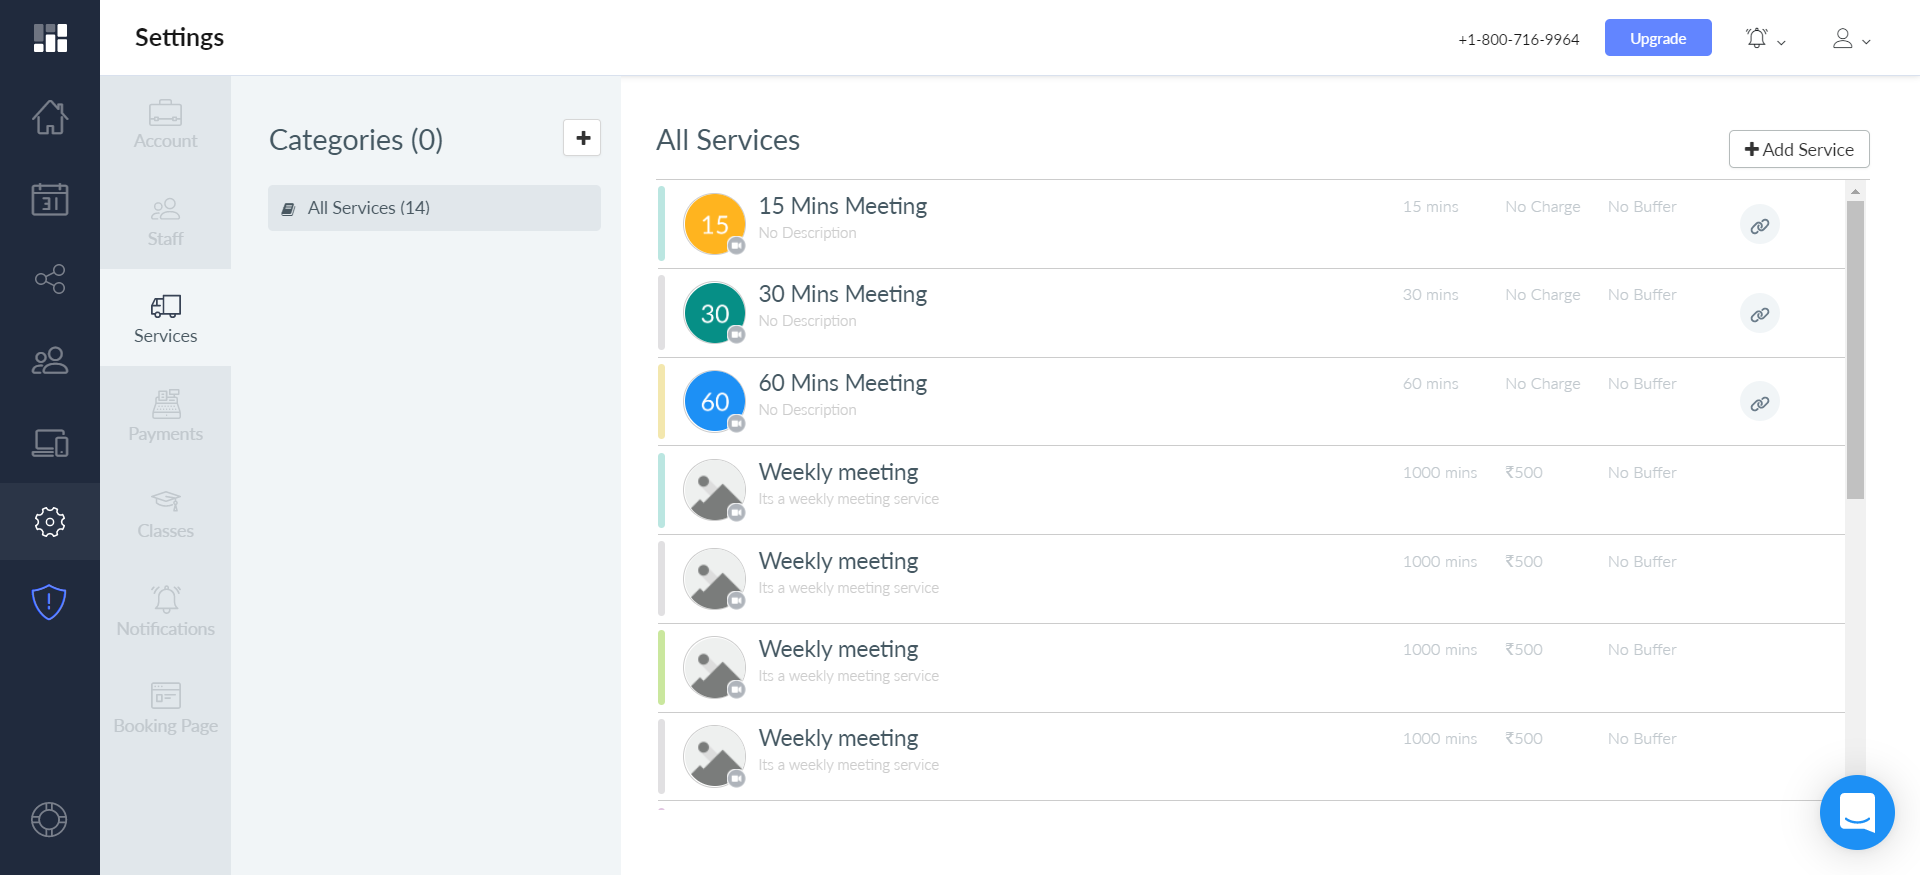 Settings
+1-800-716-9964
Upgrade
31
Account
Staff
Services
Payments
Classes
Notifications
Booking Page
Categories (0)
All Services (14)
All Services
Add Service
15
15 Mins Meeting
No Description
15 mins
No Charge
No Buffer
30
30 Mins Meeting
No Description
30 mins
No Charge
No Buffer
60
60 Mins Meeting
No Description
60 mins
No Charge
No Buffer
Weekly meeting
Its a weekly meeting service
1000 mins
₹500
No Buffer
Weekly meeting
Its a weekly meeting service
1000 mins
₹500
No Buffer
Weekly meeting
Its a weekly meeting service
1000 mins
₹500
No Buffer
Weekly meeting
Its a weekly meeting service
1000 mins
₹500
No Buffer